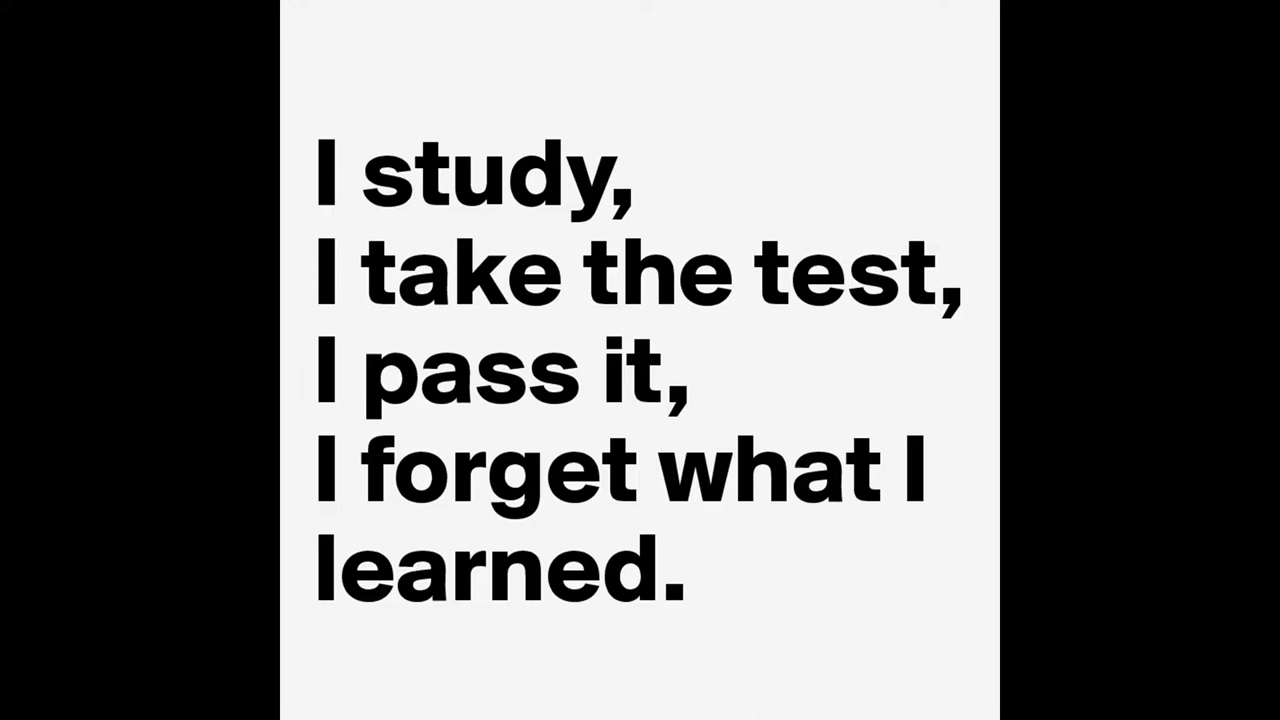 I study,
I take the test,
I pass it,
I forget what I
learned.